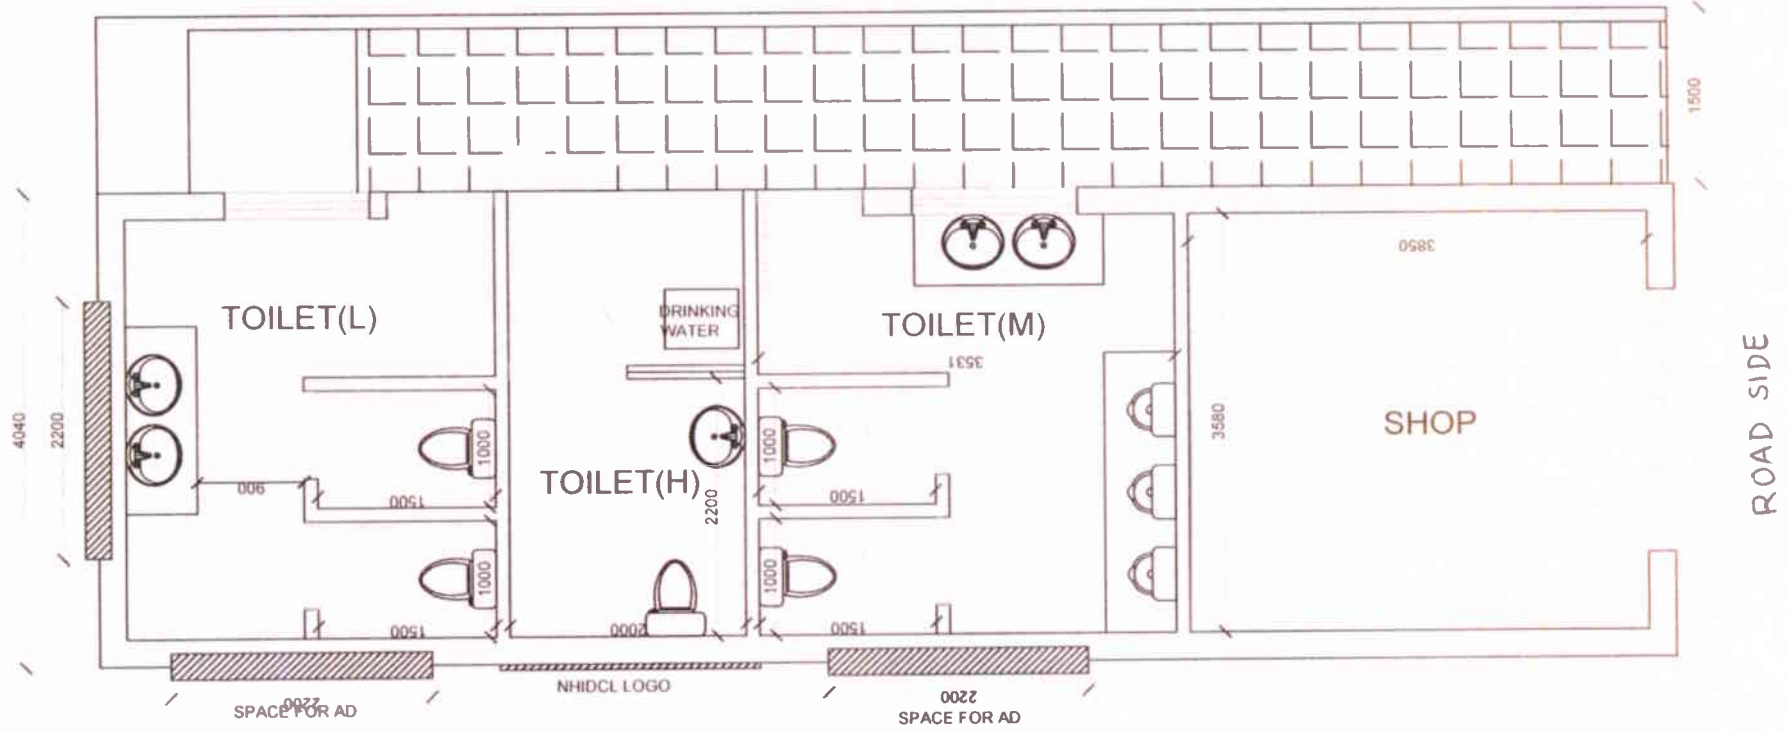 1500
3850
TOILET(L)
DRINKING
WATER
TOILET(M)
3531
SHOP
ROAD SIDE
4040
2200
1000
1000
3580
900
1500
TOILET(H)
2200
1500
1000
1000
1500
2000
1500
2200
SPACE FOR AD
NHIDCL LOGO
2200
SPACE FOR AD